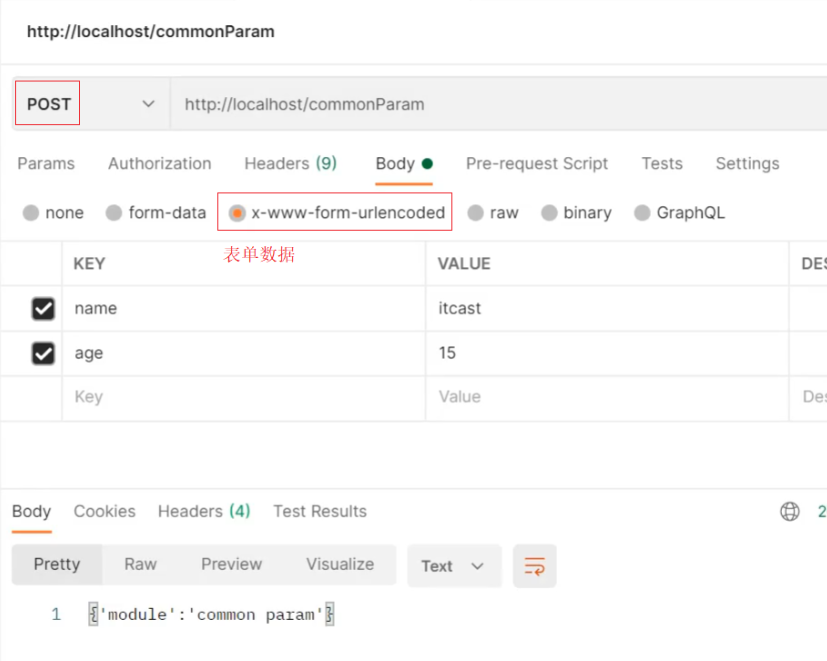 http://localhost/commonParam
POST http://localhost/commonParam
Params Authorization Headers (9) Body Pre-request Script Tests Settings
none form-data x-www-form-urlencoded raw binary GraphQL
表单数据
KEY VALUE DES
name itcast
age 15
Key Value Des
Body Cookies Headers (4) Test Results 2
Pretty Raw Preview Visualize Text
1 {'module':'common param'}